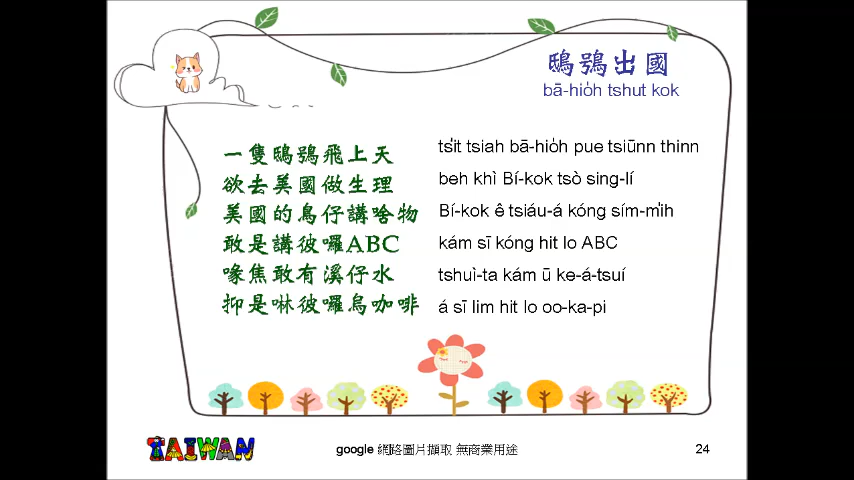 鴟鴞出國
bā-hio̍h tshut kok
一隻鴟鴞飛上天
欲去美國做生理
美國的鳥仔講啥物
敢是講彼囉ABC
喙焦敢有溪仔水
抑是啉彼囉烏咖啡
tsi̍t tsiah bā-hio̍h pue tsiūnn thinn
beh khì Bí-kok tsò sing-lí
Bí-kok ê tsiáu-á kóng sím-mi̍h
kám sī kóng hit lo ABC
tshuì-ta kám ū ke-á-tsuí
á sī lim hit lo oo-ka-pi
TAIWAN
google 網路圖片擷取 無商業用途
24